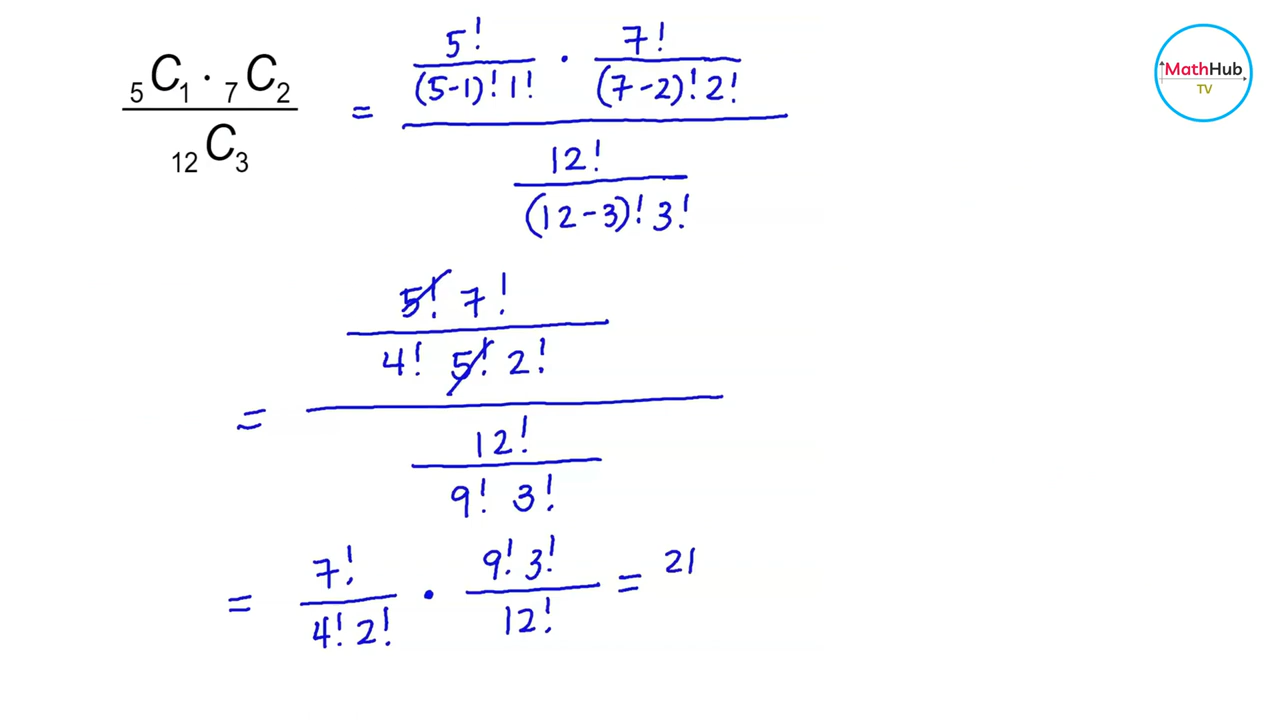 ₅C₁ · ₇C₂ / ₁₂C₃ = 5!/((5-1)! 1!) · 7!/((7-2)! 2!) / 12!/((12-3)! 3!)
= 5! 7!/(4! 5! 2!) / 12!/(9! 3!)
= 7!/(4! 2!) · 9! 3!/12! = 21
MathHub
TV